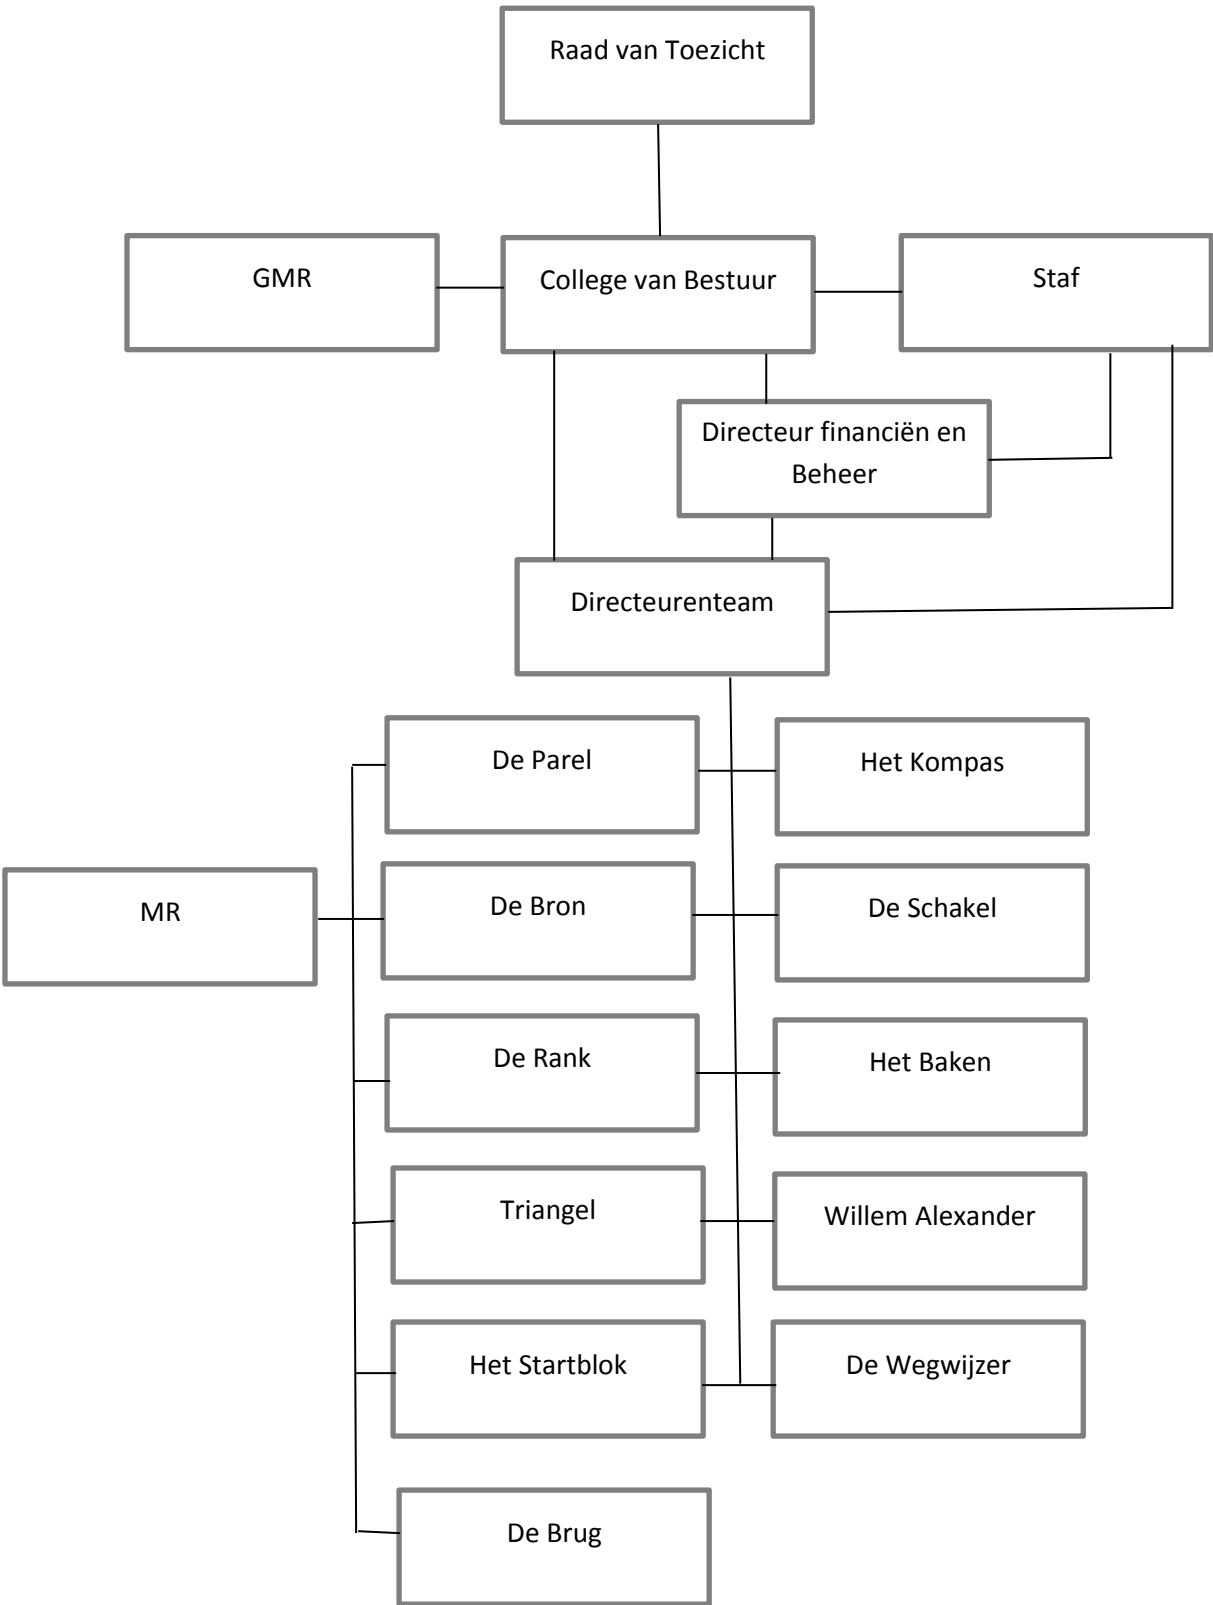 Raad van Toezicht
GMR
College van Bestuur
Staf
Directeur financiën en
Beheer
Directeurenteam
De Parel
Het Kompas
MR
De Bron
De Schakel
De Rank
Het Baken
Triangel
Willem Alexander
Het Startblok
De Wegwijzer
De Brug